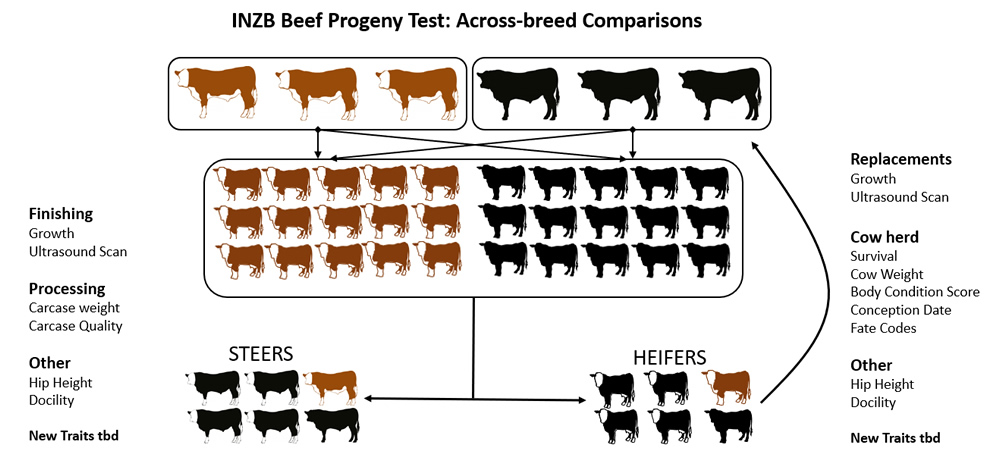 INZB Beef Progeny Test: Across-breed Comparisons
Finishing
Growth
Ultrasound Scan
Processing
Carcase weight
Carcase Quality
Other
Hip Height
Docility
New Traits tbd
STEERS
HEIFERS
Replacements
Growth
Ultrasound Scan
Cow herd
Survival
Cow Weight
Body Condition Score
Conception Date
Fate Codes
Other
Hip Height
Docility
New Traits tbd